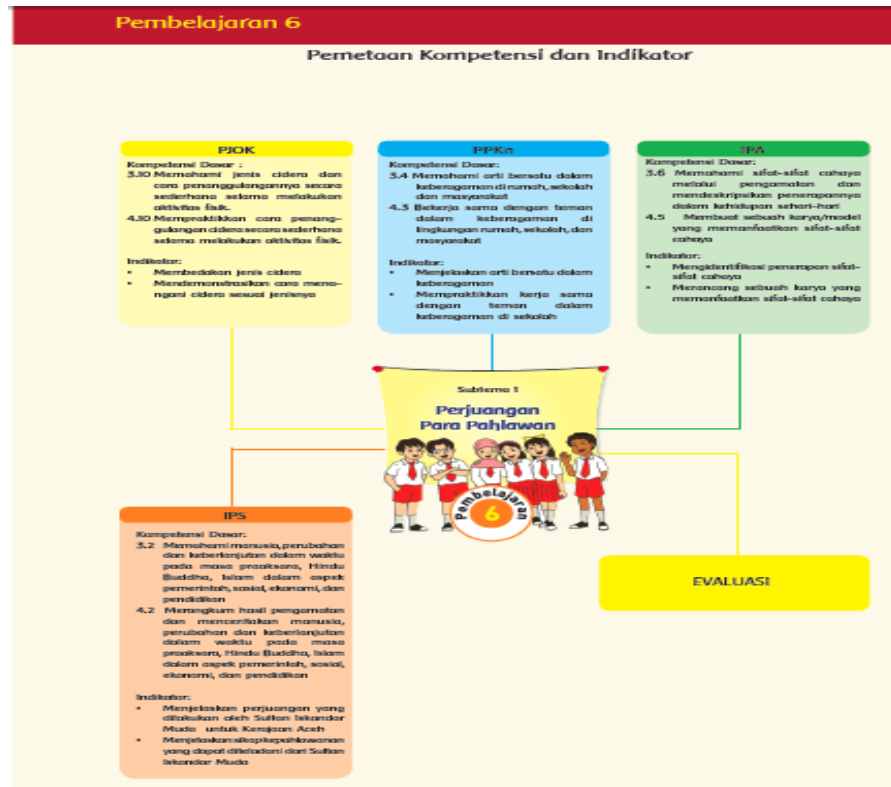 Pembelajaran 6
Pemetaan Kompetensi dan Indikator
PJOK
Kompetensi Dasar :
3.10 Memahami jenis cidera dan
cara penanggulangannya secara
sederhana selama melakukan
aktivitas fisik.
4.10 Mempraktikkan cara penang-
gulangan cidera secara sederhana
selama melakukan aktivitas fisik.
Indikator:
• Membedakan jenis cidera
• Mendemonstrasikan cara mena-
ngani cidera sesuai jenisnya
PPKn
Kompetensi Dasar:
3.4 Memahami arti bersatu dalam
keberagaman di rumah, sekolah
dan masyarakat
4.3 Bekerja sama dengan teman
dalam keberagaman di
lingkungan rumah, sekolah, dan
masyarakat
Indikator:
• Menjelaskan arti bersatu dalam
keberagaman
• Mempraktikkan kerja sama
dengan teman dalam
keberagaman di sekolah
IPA
Kompetensi Dasar:
3.6 Memahami sifat-sifat cahaya
melalui pengamatan dan
mendeskripsikan penerapannya
dalam kehidupan sehari-hari
4.5 Membuat sebuah karya/model
yang memanfaatkan sifat-sifat
cahaya
Indikator:
• Mengidentifikasi penerapan sifat-
sifat cahaya
• Merancang sebuah karya yang
memanfaatkan sifat-sifat cahaya
Subtema 1
Perjuangan
Para Pahlawan
Pembelajaran
6
IPS
Kompetensi Dasar:
3.2 Memahami manusia, perubahan
dan keberlanjutan dalam waktu
pada masa praaksara, Hindu
Buddha, Islam dalam aspek
pemerintah, sosial, ekonomi, dan
pendidikan
4.2 Merangkum hasil pengamatan
dan menceritakan manusia,
perubahan dan keberlanjutan
dalam waktu pada masa
praaksara, Hindu Buddha, Islam
dalam aspek pemerintah, sosial,
ekonomi, dan pendidikan
Indikator:
• Menjelaskan perjuangan yang
dilakukan oleh Sultan Iskandar
Muda untuk Kerajaan Aceh
• Menjelaskan sikap kepahlawanan
yang dapat diteladani dari Sultan
Iskandar Muda
EVALUASI